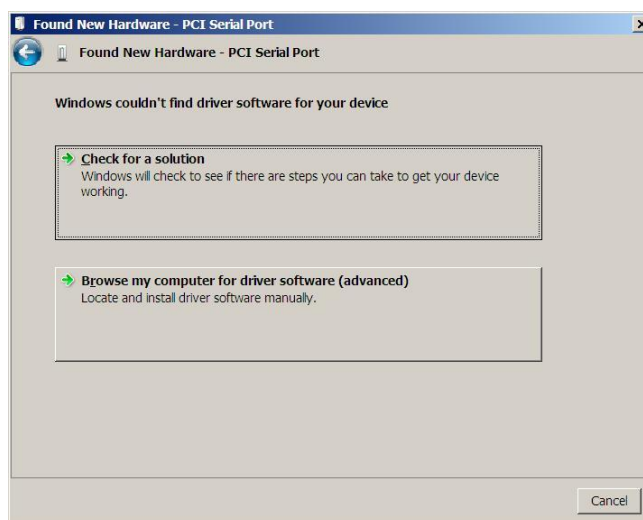 Found New Hardware - PCI Serial Port
Found New Hardware - PCI Serial Port
Windows couldn't find driver software for your device
Check for a solution
Windows will check to see if there are steps you can take to get your device
working.
Browse my computer for driver software (advanced)
Locate and install driver software manually.
Cancel